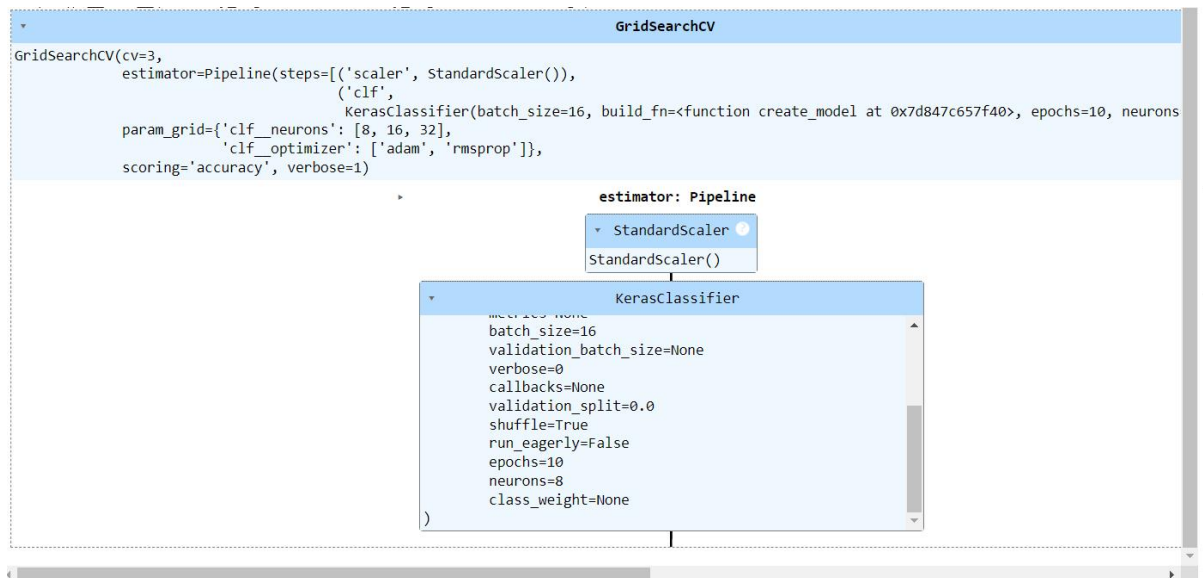 GridSearchCV
GridSearchCV(cv=3,
estimator=Pipeline(steps=[('scaler', StandardScaler()),
('clf',
KerasClassifier(batch_size=16, build_fn=<function create_model at 0x7d847c657f40>, epochs=10, neurons
param_grid={'clf__neurons': [8, 16, 32],
'clf__optimizer': ['adam', 'rmsprop']},
scoring='accuracy', verbose=1)
estimator: Pipeline
StandardScaler ?
StandardScaler()
KerasClassifier
metrics=None
batch_size=16
validation_batch_size=None
verbose=0
callbacks=None
validation_split=0.0
shuffle=True
run_eagerly=False
epochs=10
neurons=8
class_weight=None
)